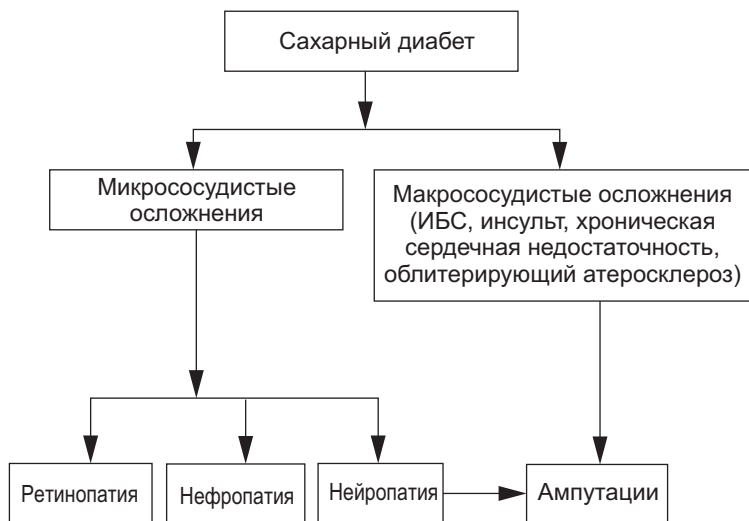 Сахарный диабет
Микрососудистые
осложнения
Макрососудистые осложнения
(ИБС, инсульт, хроническая
сердечная недостаточность,
облитерирующий атеросклероз)
Ретинопатия
Нефропатия
Нейропатия
Ампутации